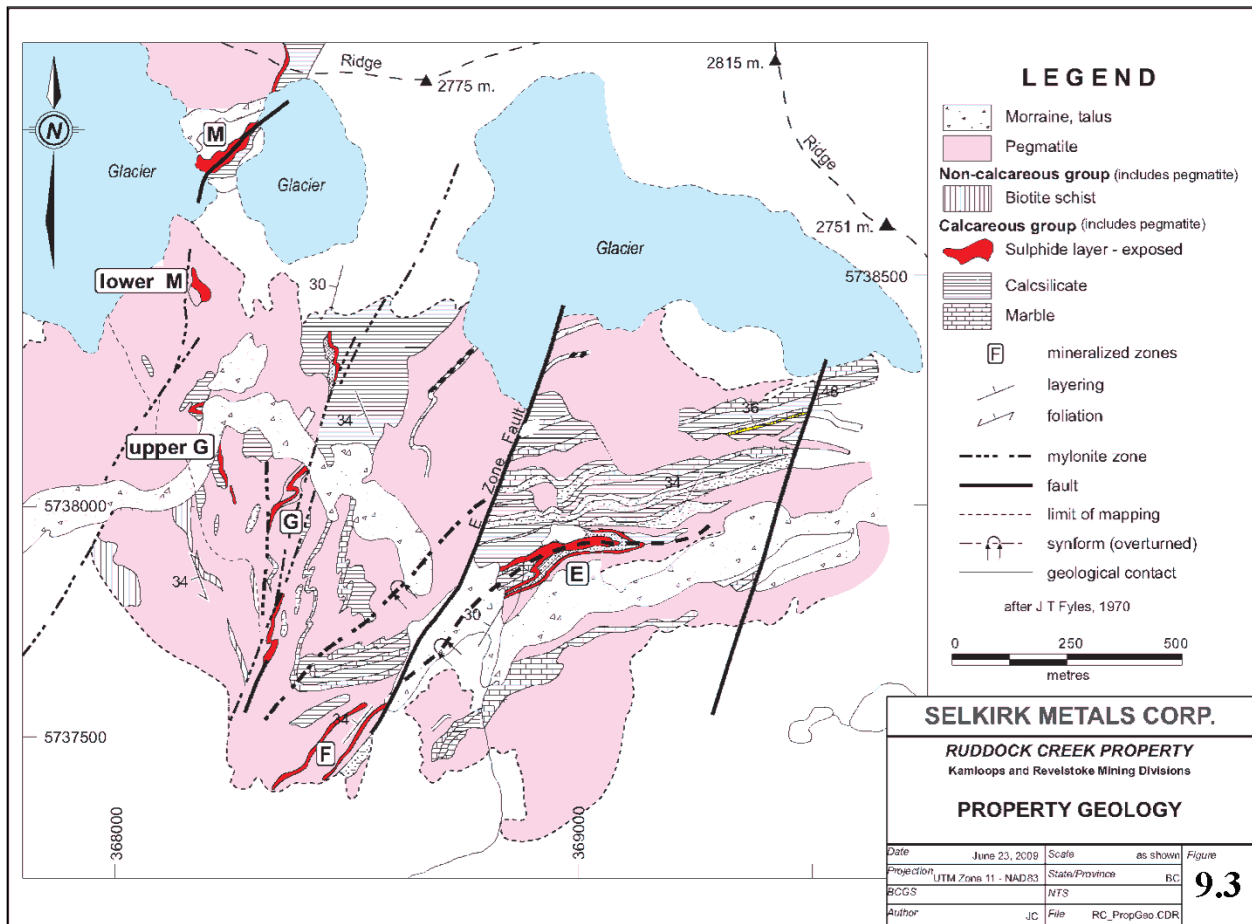 Ridge
2775 m.
2815 m.
Ridge
2751 m.
N
M
Glacier
Glacier
Glacier
lower M
30
5738500
36
48
34
upper G
34
E Zone Fault
5738000
G
E
34
30
34
F
5737500
368000
369000
LEGEND
Morraine, talus
Pegmatite
Non-calcareous group (includes pegmatite)
Biotite schist
Calcareous group (includes pegmatite)
Sulphide layer - exposed
Calcsilicate
Marble
F mineralized zones
layering
foliation
mylonite zone
fault
limit of mapping
synform (overturned)
geological contact
after J T Fyles, 1970
0 250 500
metres
SELKIRK METALS CORP.
RUDDOCK CREEK PROPERTY
Kamloops and Revelstoke Mining Divisions
PROPERTY GEOLOGY
Date June 23, 2009 Scale as shown Figure
Projection UTM Zone 11 - NAD83 State/Province BC 9.3
BCGS NTS
Author JC File RC_PropGeo.CDR